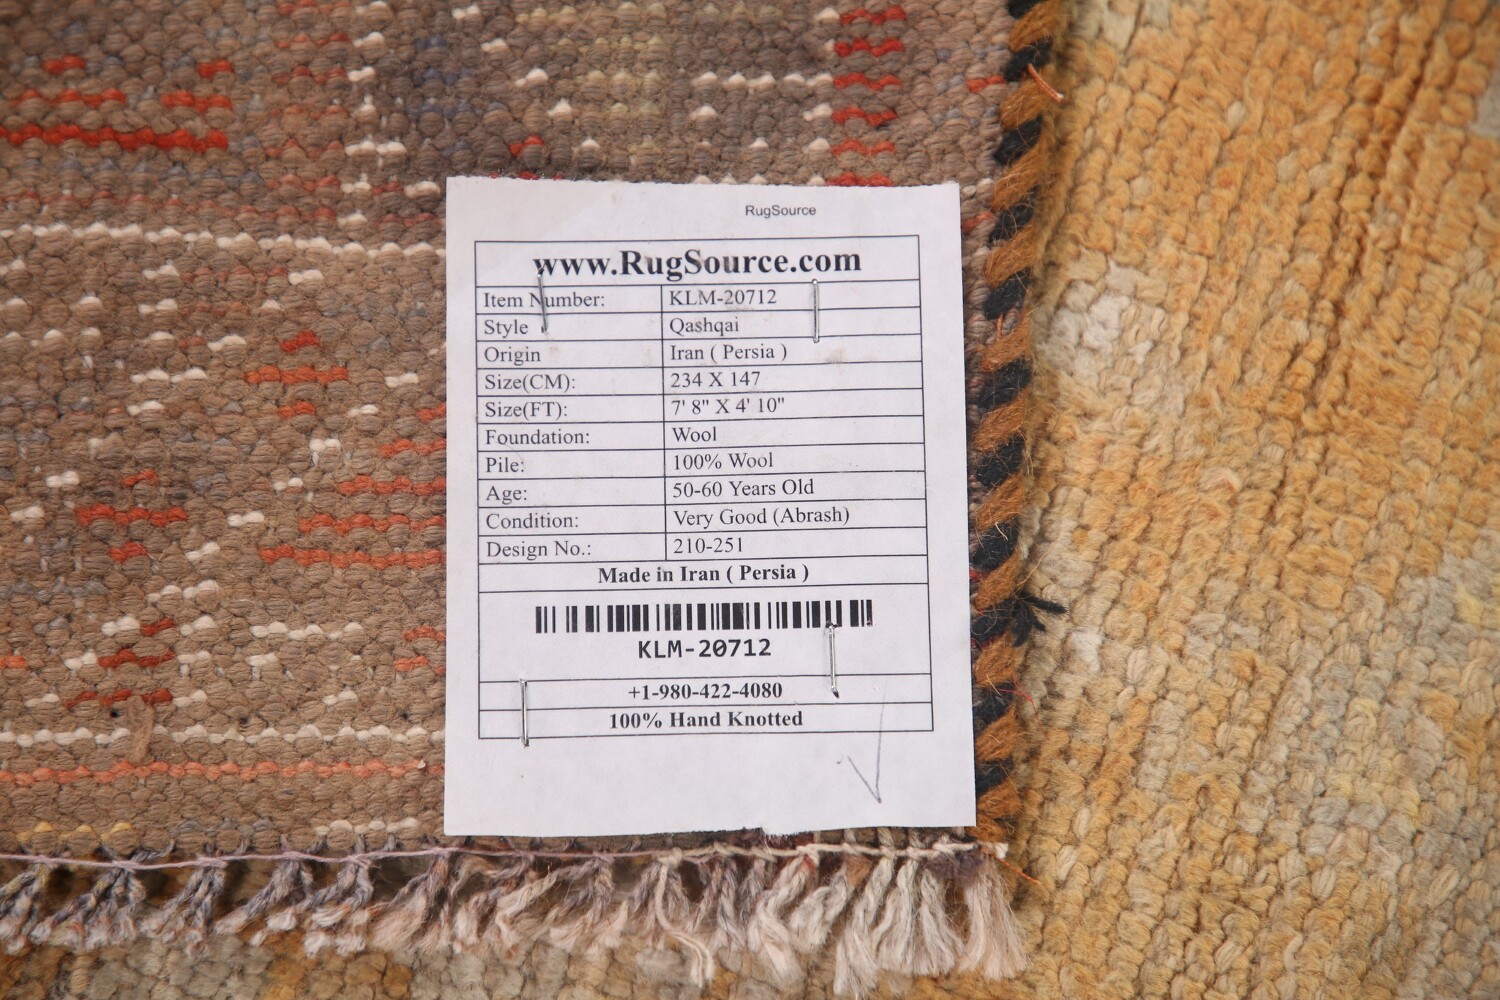 RugSource
www.RugSource.com
Item Number: KLM-20712
Style Qashqai
Origin Iran ( Persia )
Size(CM): 234 X 147
Size(FT): 7' 8" X 4' 10"
Foundation: Wool
Pile: 100% Wool
Age: 50-60 Years Old
Condition: Very Good (Abrash)
Design No.: 210-251
Made in Iran ( Persia )
KLM-20712
+1-980-422-4080
100% Hand Knotted